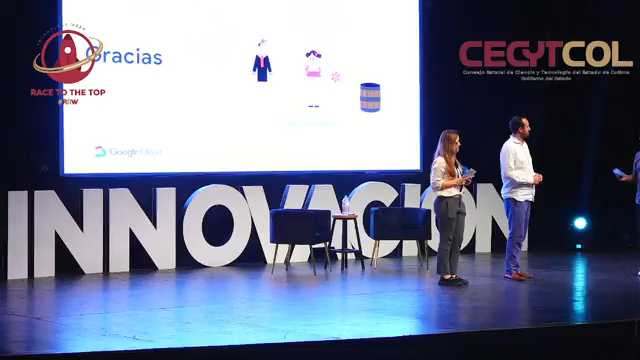 Gracias
RACE TO THE TOP
CECYTCOL
Consejo Estatal de Ciencia y Tecnología del Estado de Colima
Gobierno del Estado
Google Cloud
INNOVACION